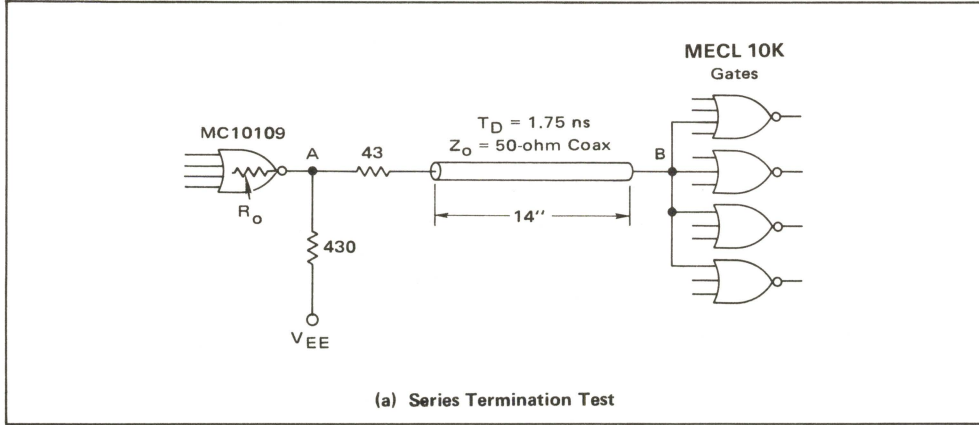 MECL 10K
Gates
T_D = 1.75 ns
Z_o = 50-ohm Coax
MC10109
A
43
B
R_o
14"
430
V_EE
(a) Series Termination Test